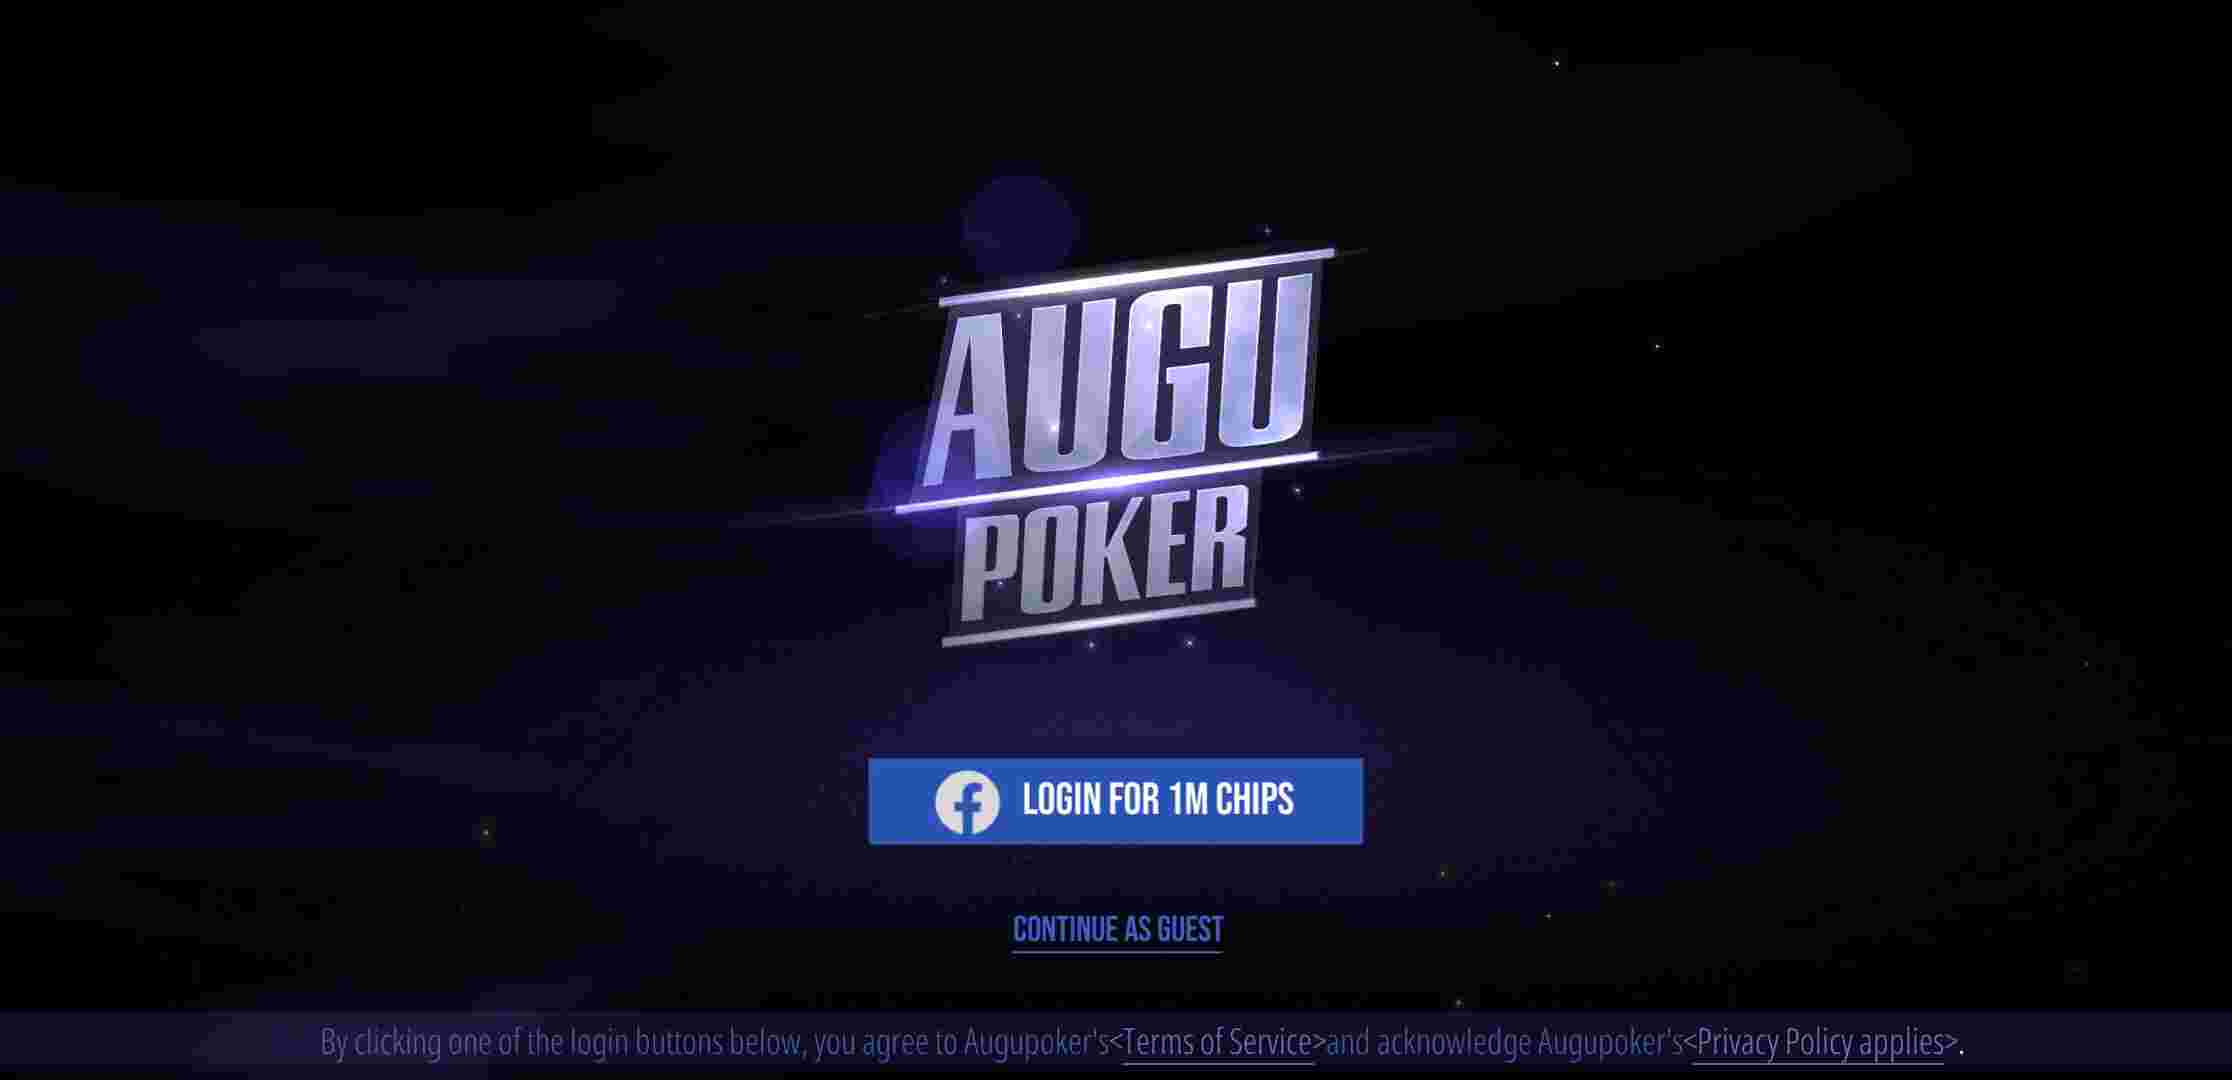 AUGU
POKER
LOGIN FOR 1M CHIPS
CONTINUE AS GUEST
By clicking one of the login buttons below, you agree to Augupoker's<Terms of Service>and acknowledge Augupoker's<Privacy Policy applies>.